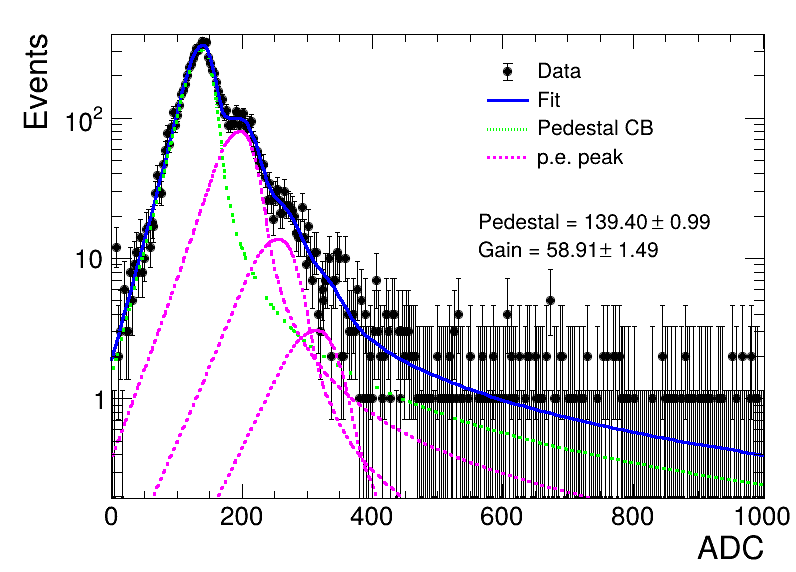 Events
10²
10
1
Data
Fit
Pedestal CB
p.e. peak
Pedestal = 139.40 ± 0.99
Gain = 58.91 ± 1.49
0 200 400 600 800 1000
ADC